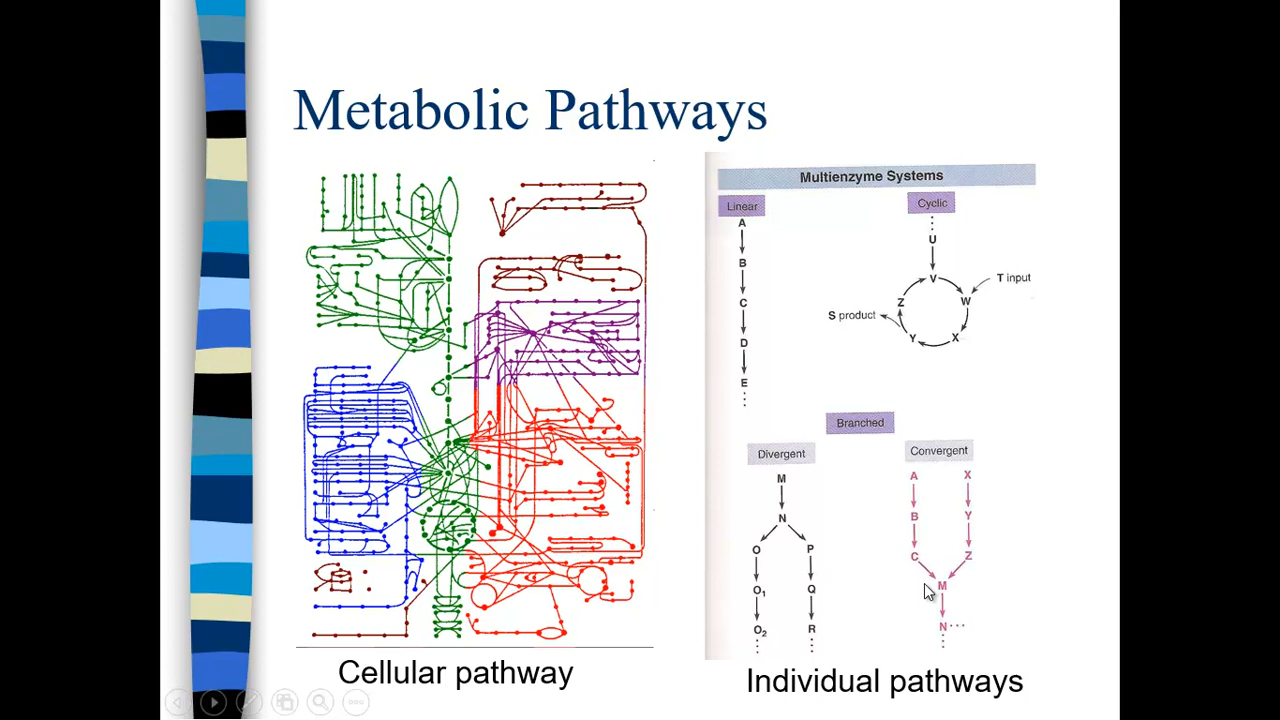 Metabolic Pathways
Multienzyme Systems
Linear
A
B
C
D
E
Cyclic
U
V
W
X
Y
Z
T input
S product
Branched
Divergent
M
N
O P
O₁ Q
O₂ R
Convergent
A X
B Y
C Z
M
N
Cellular pathway
Individual pathways